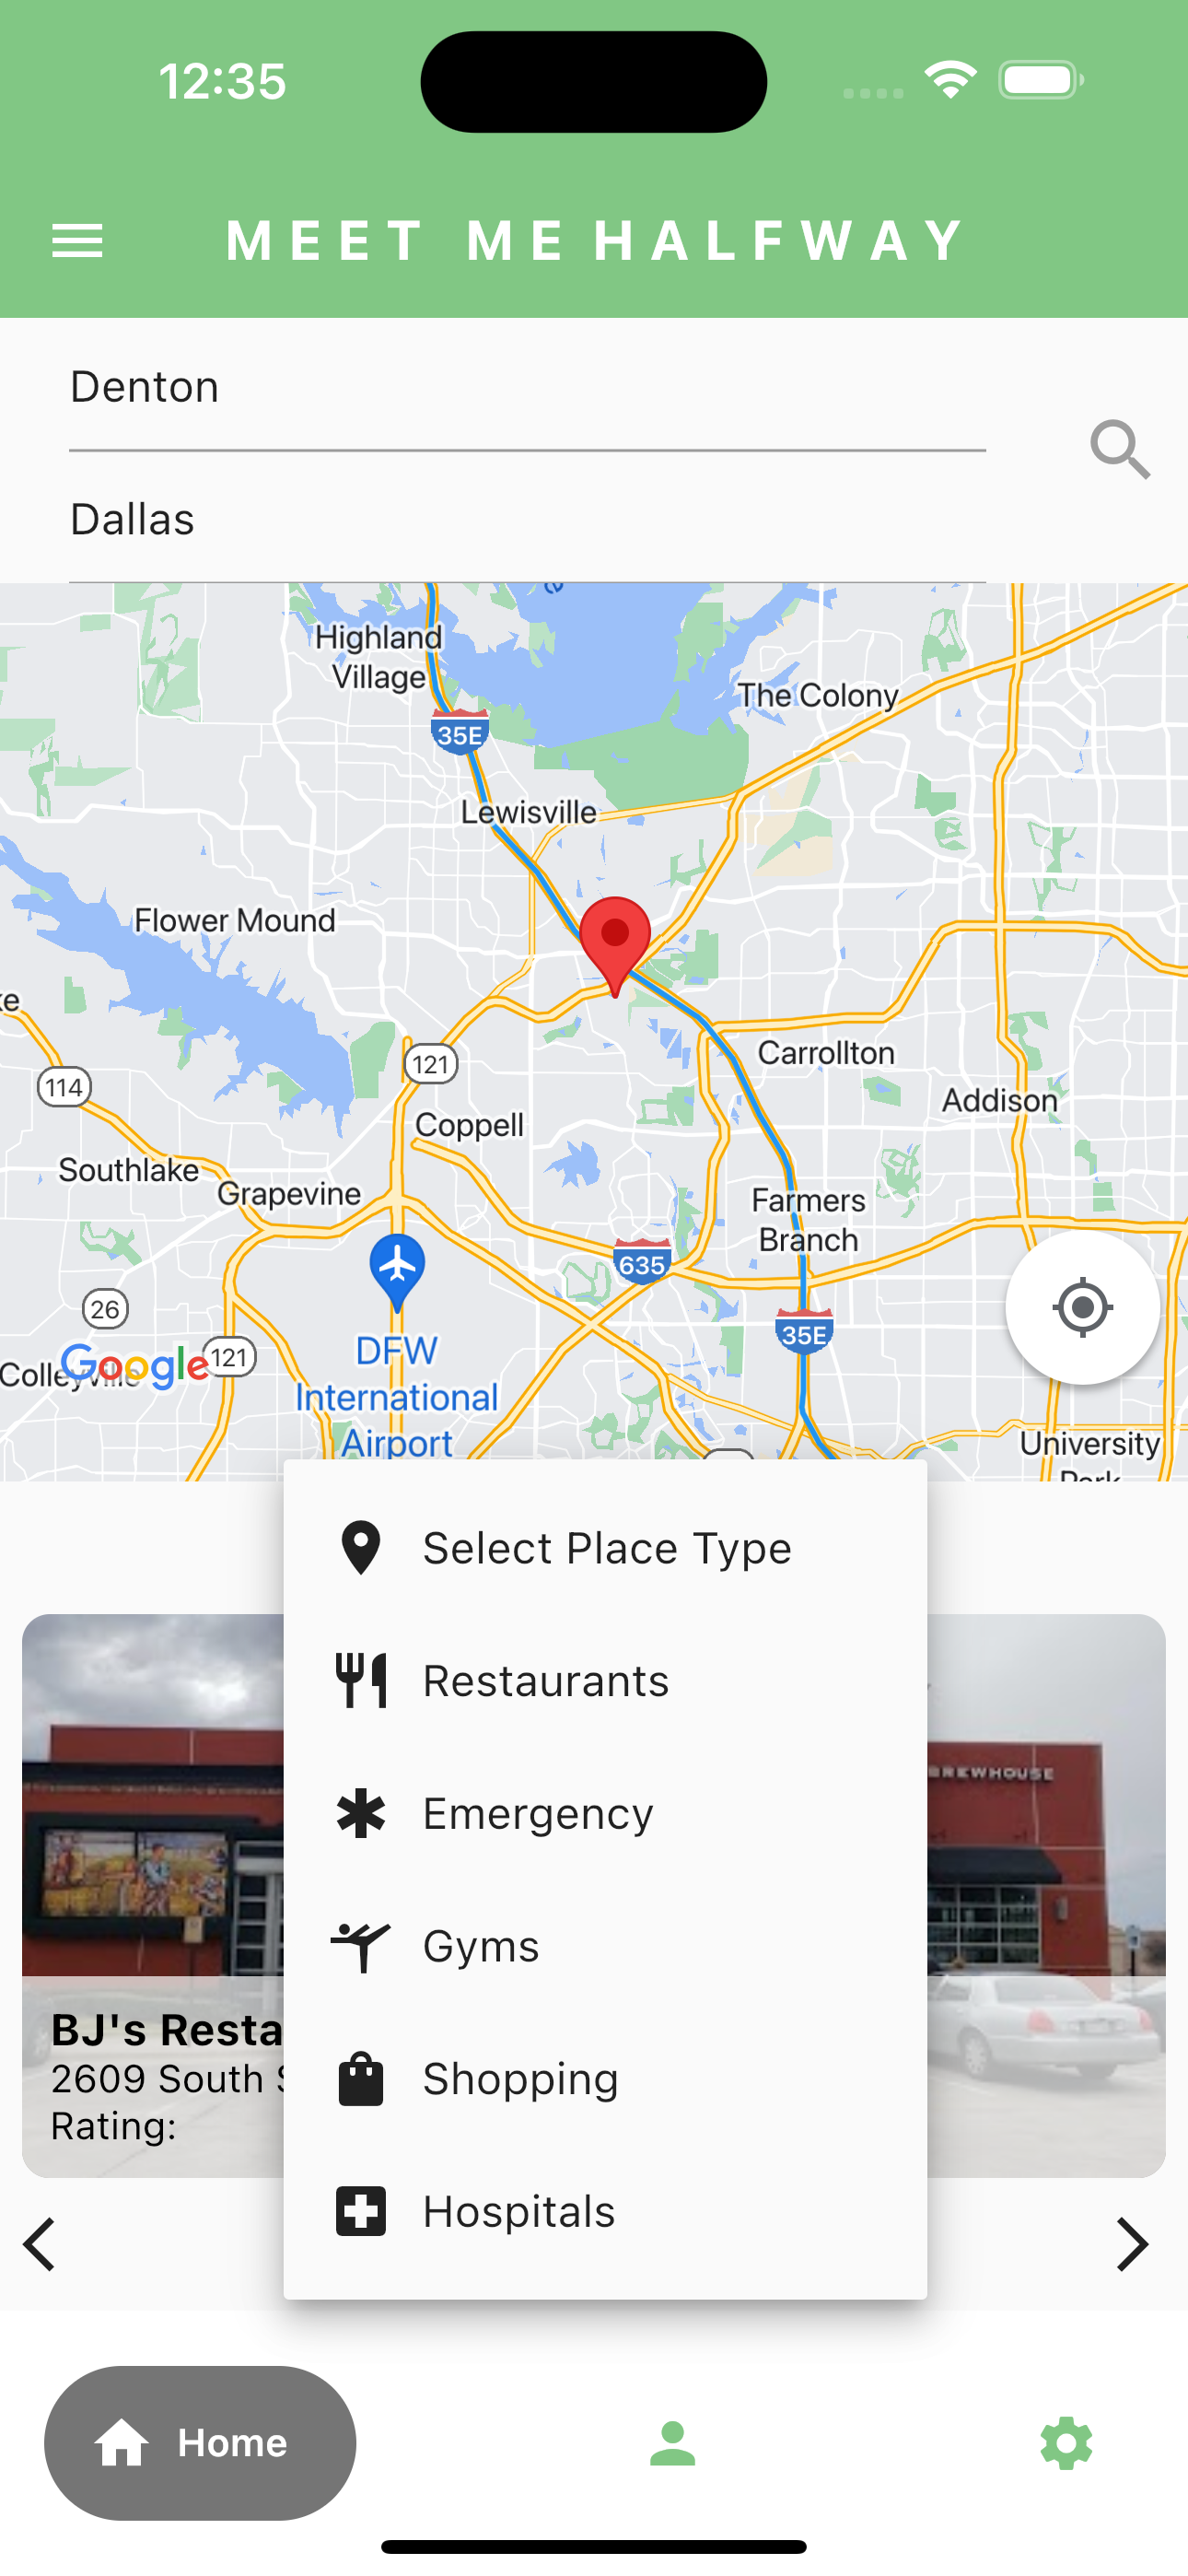 12:35
MEET ME HALFWAY
Denton
Dallas
Highland
Village
The Colony
35E
Lewisville
Flower Mound
121
Carrollton
114
Addison
Coppell
Southlake
Grapevine
Farmers
Branch
635
26
35E
121
Google
DFW
International
Airport
University
Park
Select Place Type
Restaurants
BREWHOUSE
Emergency
Gyms
BJ's Resta
2609 South S
Rating:
Shopping
Hospitals
Home